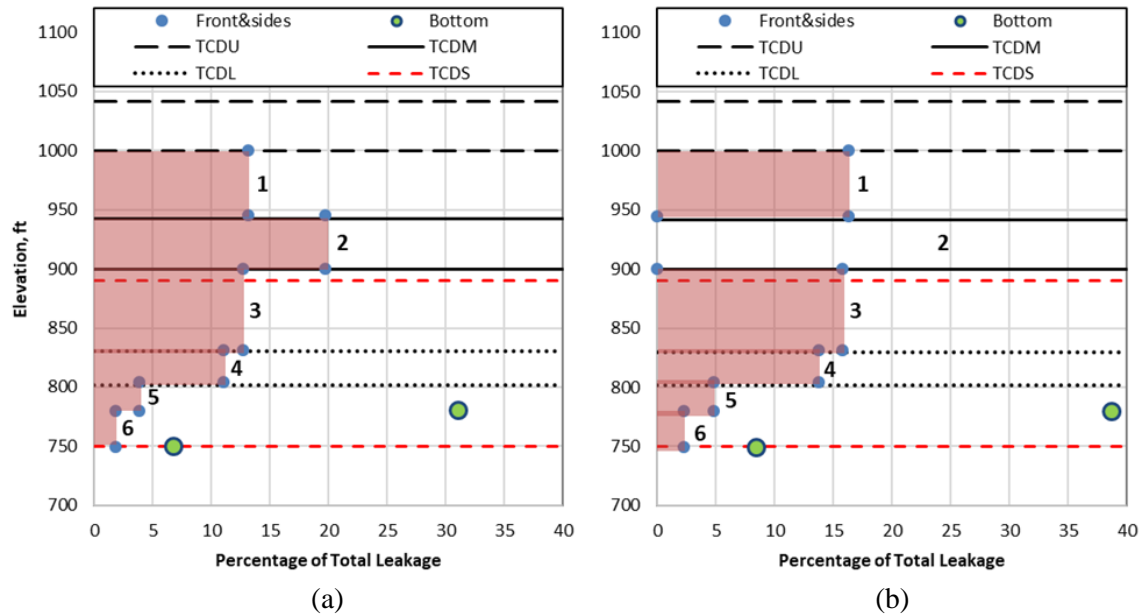 Front&sides Bottom
TCDU TCDM
TCDL TCDS
1100
1050
1000
950
900
850
800
750
700
Elevation, ft
1
2
3
4
5
6
0 5 10 15 20 25 30 35 40
Percentage of Total Leakage
(a)
Front&sides Bottom
TCDU TCDM
TCDL TCDS
1100
1050
1000
950
900
850
800
750
700
1
2
3
4
5
6
0 5 10 15 20 25 30 35 40
Percentage of Total Leakage
(b)